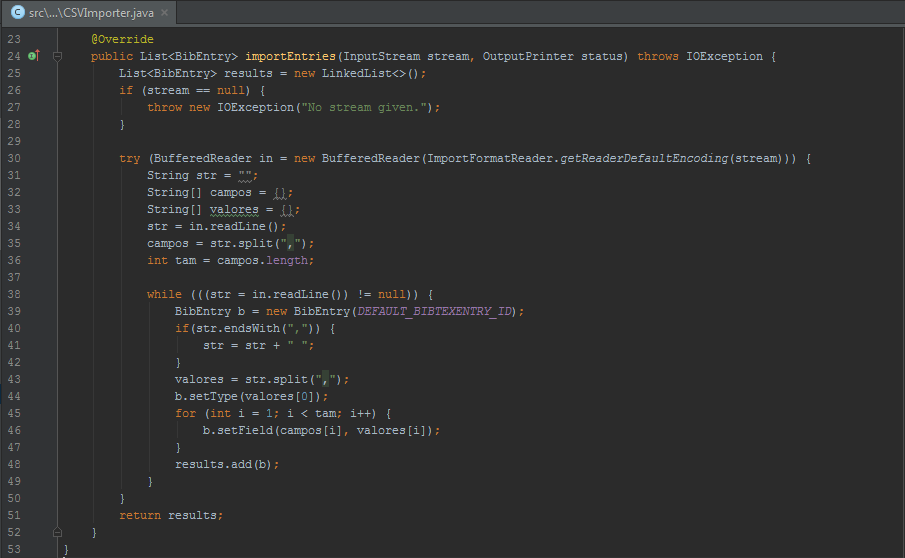 src\...\CSVImporter.java
23 @Override
24 public List<BibEntry> importEntries(InputStream stream, OutputPrinter status) throws IOException {
25 List<BibEntry> results = new LinkedList<>();
26 if (stream == null) {
27 throw new IOException("No stream given.");
28 }
29
30 try (BufferedReader in = new BufferedReader(ImportFormatReader.getReaderDefaultEncoding(stream))) {
31 String str = "";
32 String[] campos = {};
33 String[] valores = {};
34 str = in.readLine();
35 campos = str.split(",");
36 int tam = campos.length;
37
38 while (((str = in.readLine()) != null)) {
39 BibEntry b = new BibEntry(DEFAULT_BIBTEXENTRY_ID);
40 if(str.endsWith(",")) {
41 str = str + " ";
42 }
43 valores = str.split(",");
44 b.setType(valores[0]);
45 for (int i = 1; i < tam; i++) {
46 b.setField(campos[i], valores[i]);
47 }
48 results.add(b);
49 }
50 }
51 return results;
52 }
53 }